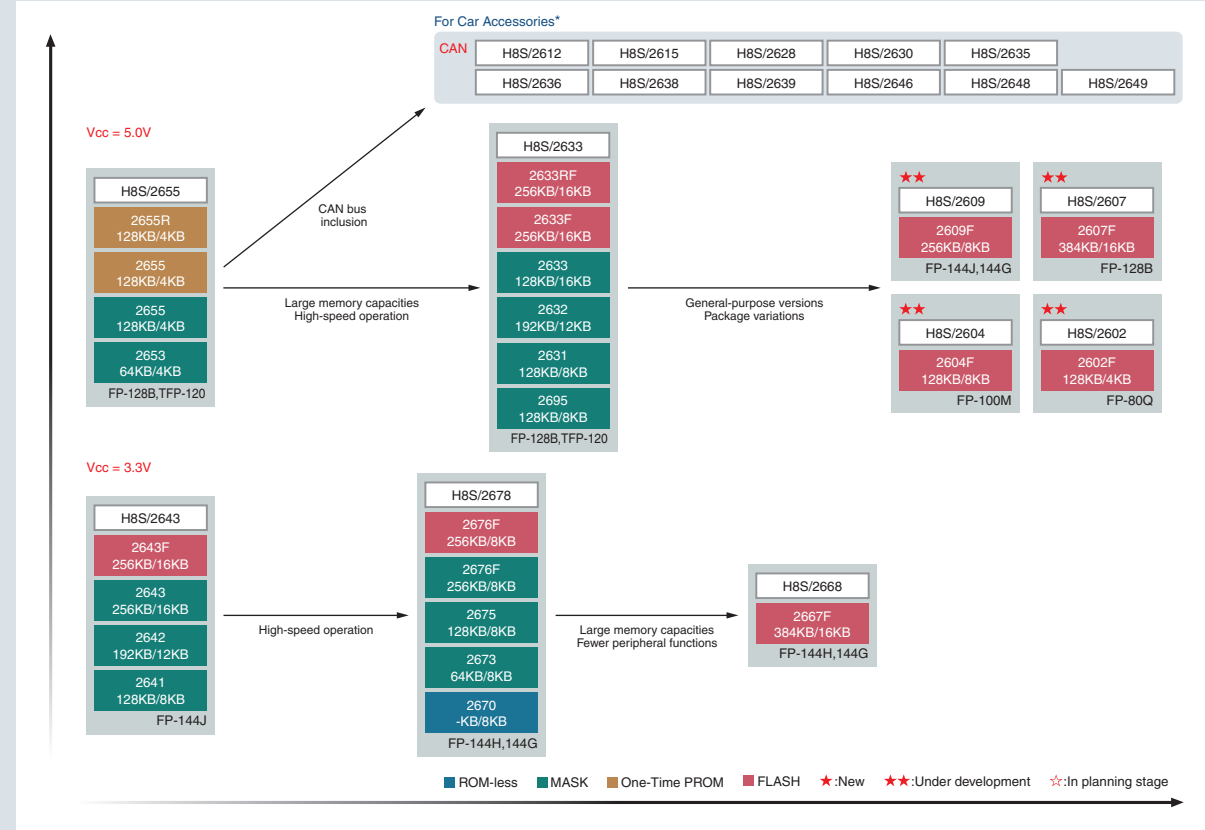 For Car Accessories*
CAN
H8S/2612
H8S/2615
H8S/2628
H8S/2630
H8S/2635
H8S/2636
H8S/2638
H8S/2639
H8S/2646
H8S/2648
H8S/2649
Vcc = 5.0V
H8S/2655
2655R
128KB/4KB
2655
128KB/4KB
2655
128KB/4KB
2653
64KB/4KB
FP-128B,TFP-120
CAN bus
inclusion
Large memory capacities
High-speed operation
H8S/2633
2633RF
256KB/16KB
2633F
256KB/16KB
2633
128KB/16KB
2632
192KB/12KB
2631
128KB/8KB
2695
128KB/8KB
FP-128B,TFP-120
General-purpose versions
Package variations
★★
H8S/2609
2609F
256KB/8KB
FP-144J,144G
★★
H8S/2607
2607F
384KB/16KB
FP-128B
★★
H8S/2604
2604F
128KB/8KB
FP-100M
★★
H8S/2602
2602F
128KB/4KB
FP-80Q
Vcc = 3.3V
H8S/2643
2643F
256KB/16KB
2643
256KB/16KB
2642
192KB/12KB
2641
128KB/8KB
FP-144J
High-speed operation
H8S/2678
2676F
256KB/8KB
2676F
256KB/8KB
2675
128KB/8KB
2673
64KB/8KB
2670
-KB/8KB
FP-144H,144G
Large memory capacities
Fewer peripheral functions
H8S/2668
2667F
384KB/16KB
FP-144H,144G
ROM-less
MASK
One-Time PROM
FLASH
★:New
★★:Under development
☆:In planning stage